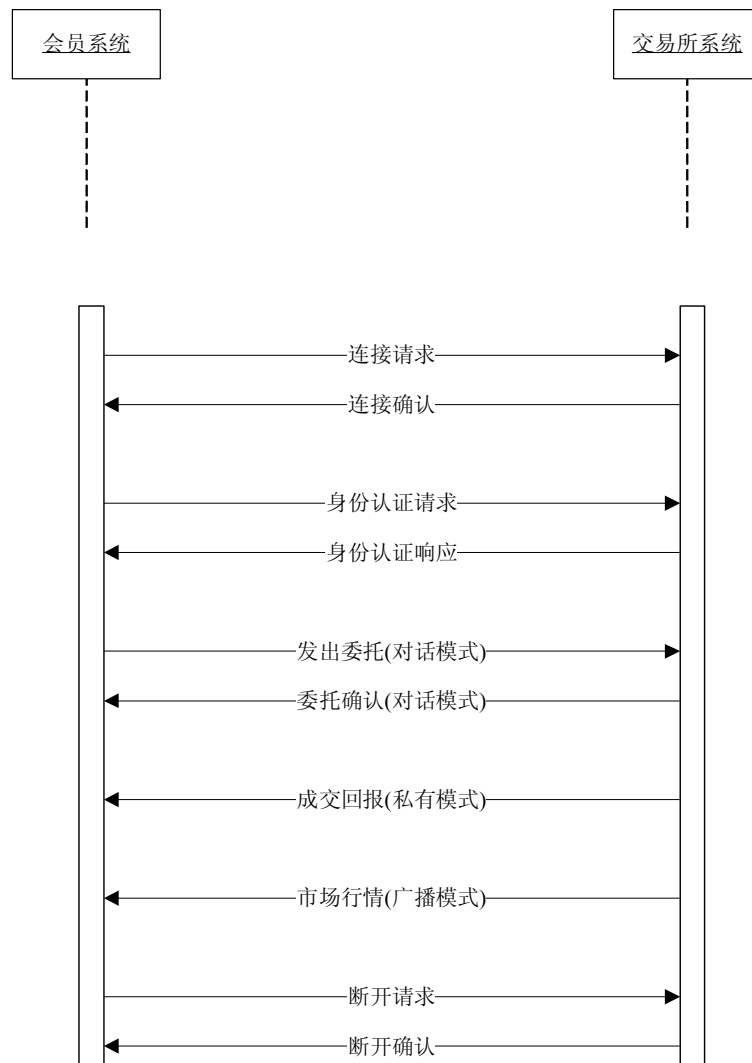 会员系统
交易所系统
连接请求
连接确认
身份认证请求
身份认证响应
发出委托(对话模式)
委托确认(对话模式)
成交回报(私有模式)
市场行情(广播模式)
断开请求
断开确认